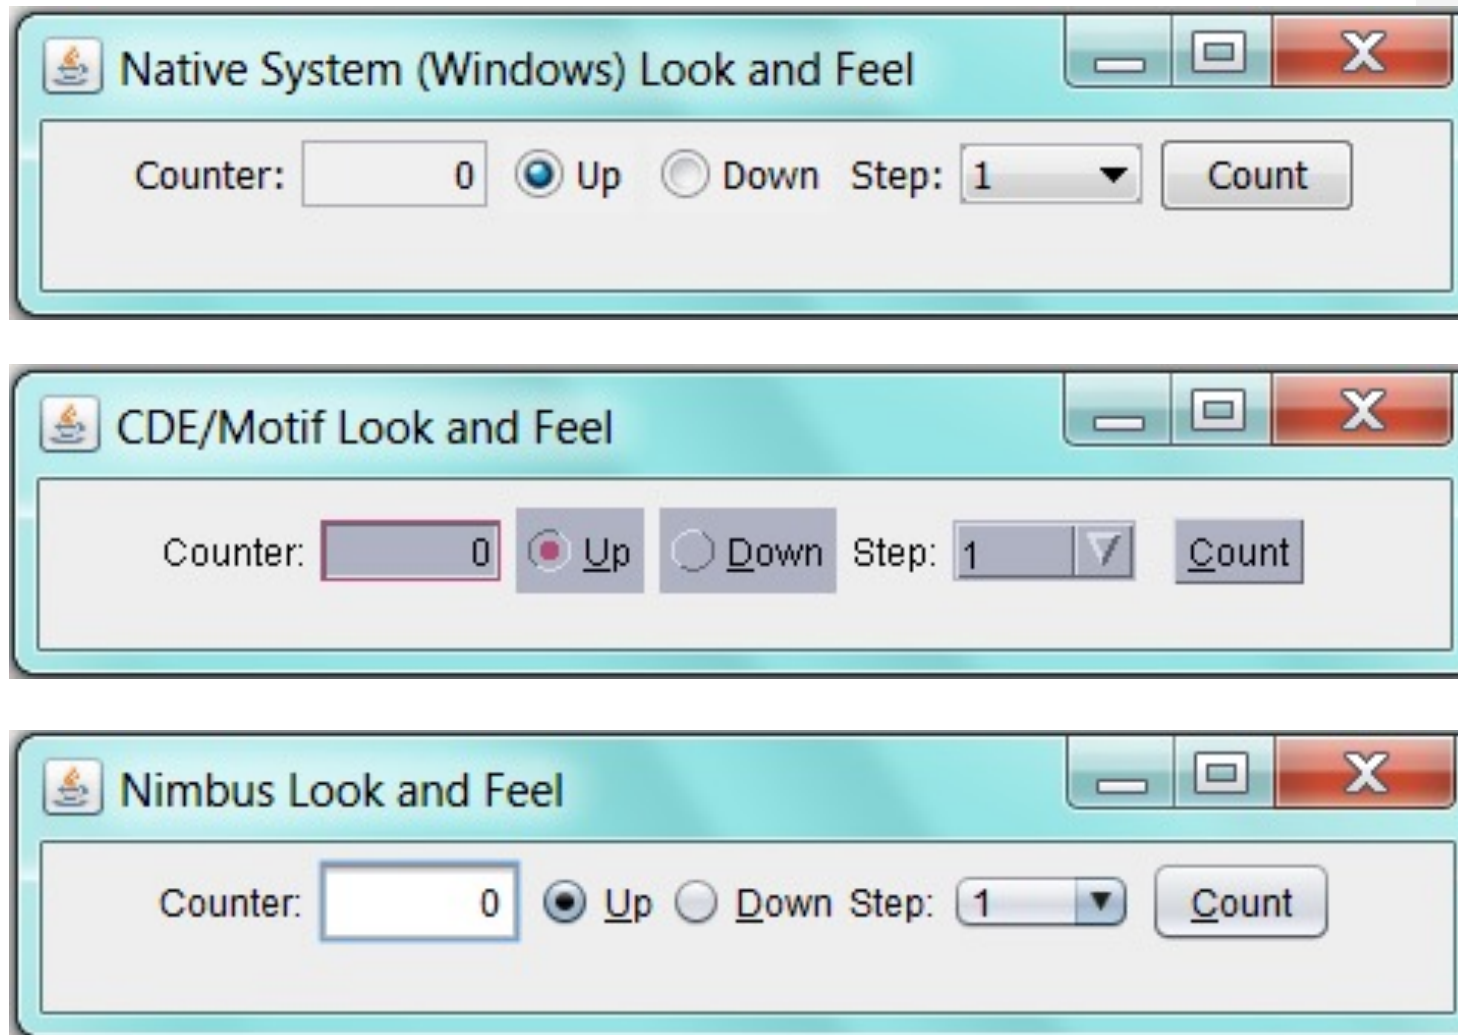 Native System (Windows) Look and Feel
Counter: 0 Up Down Step: 1 Count
CDE/Motif Look and Feel
Counter: 0 Up Down Step: 1 Count
Nimbus Look and Feel
Counter: 0 Up Down Step: 1 Count